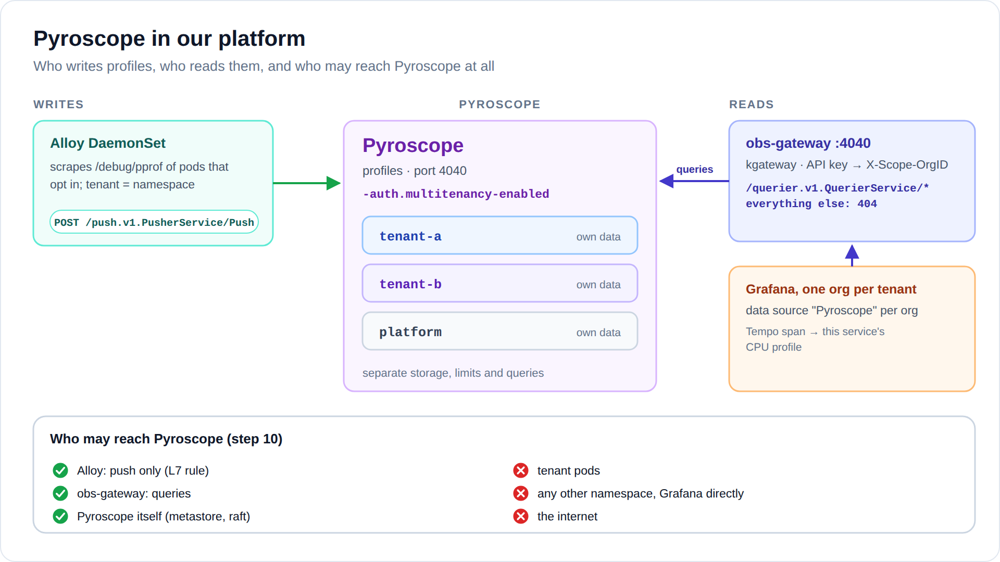 Pyroscope in our platform
Who writes profiles, who reads them, and who may reach Pyroscope at all
WRITES
Alloy DaemonSet
scrapes /debug/pprof of pods that
opt in; tenant = namespace
POST /push.v1.PusherService/Push
PYROSCOPE
Pyroscope
profiles · port 4040
-auth.multitenancy-enabled
tenant-a own data
tenant-b own data
platform own data
separate storage, limits and queries
queries
READS
obs-gateway :4040
kgateway · API key → X-Scope-OrgID
/querier.v1.QuerierService/*
everything else: 404
Grafana, one org per tenant
data source "Pyroscope" per org
Tempo span → this service's
CPU profile
Who may reach Pyroscope (step 10)
Alloy: push only (L7 rule)
obs-gateway: queries
Pyroscope itself (metastore, raft)
tenant pods
any other namespace, Grafana directly
the internet